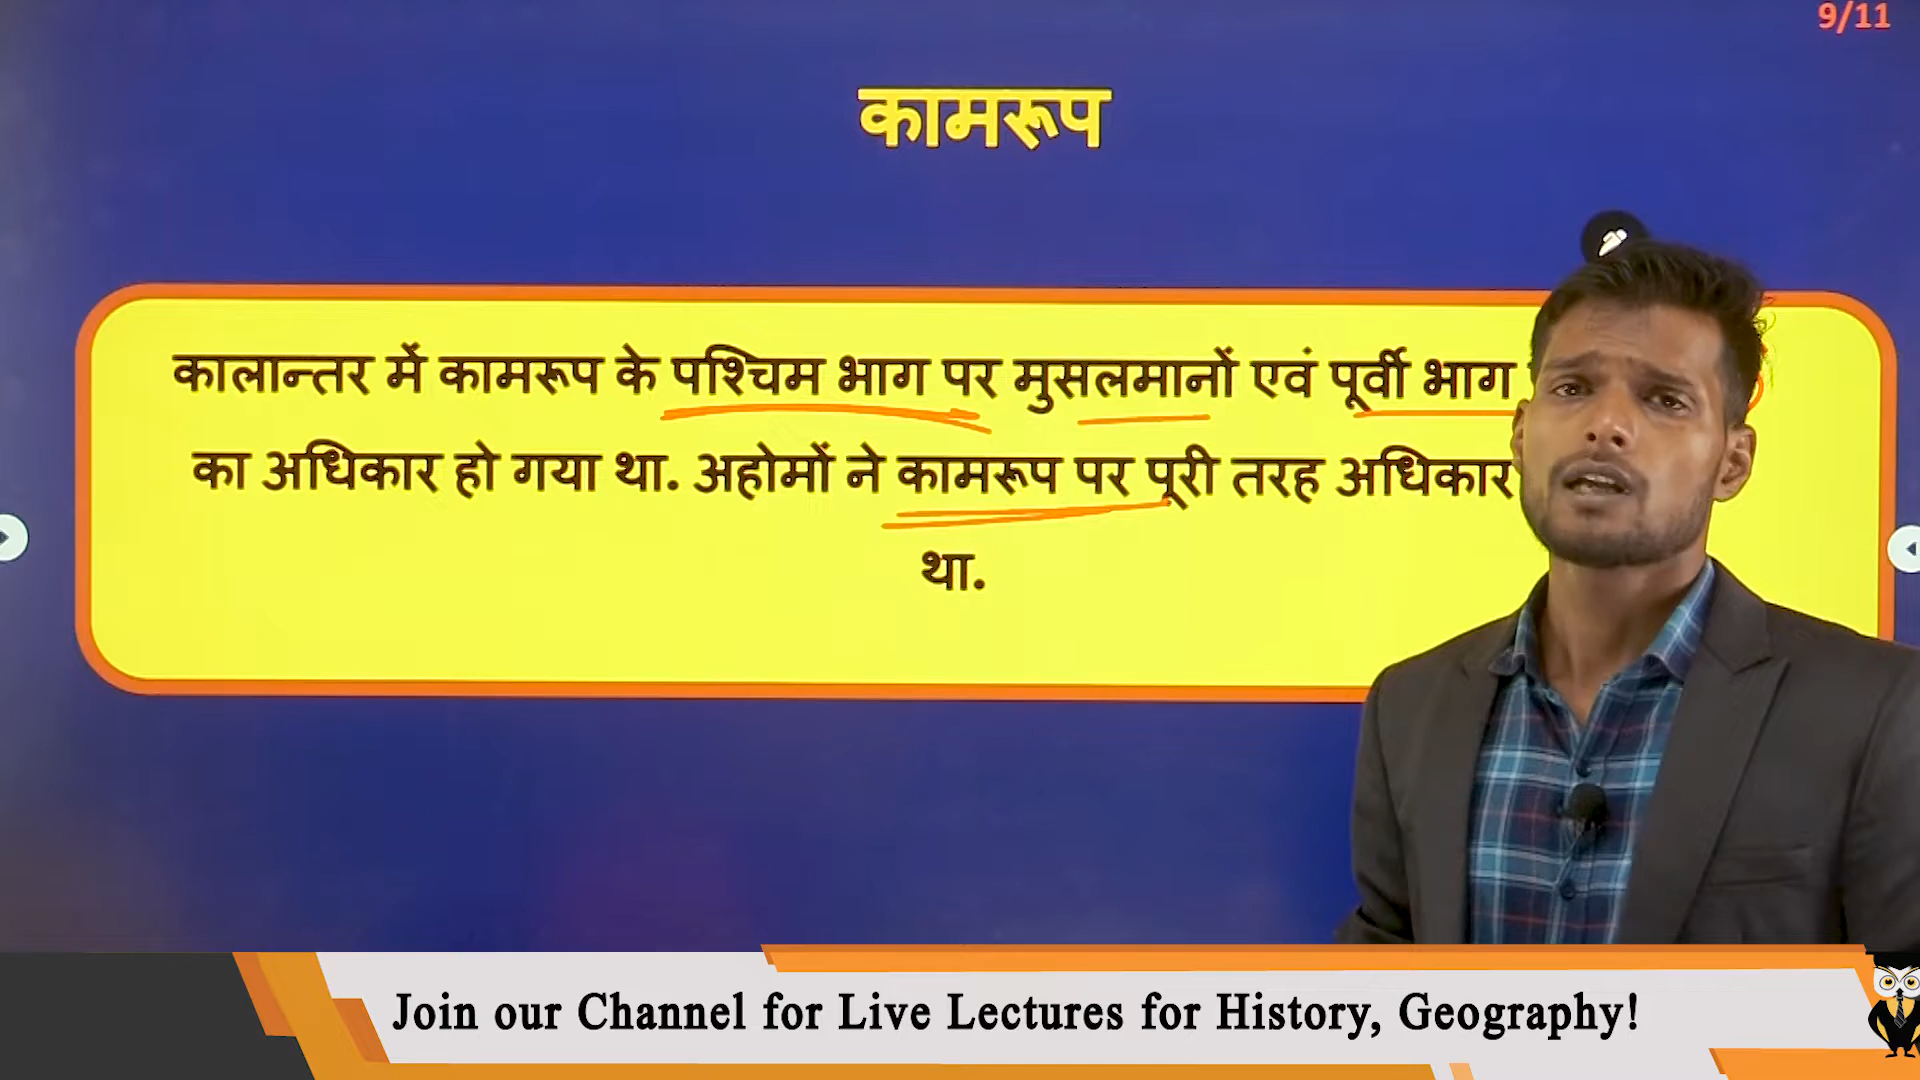 9/11
कामरूप
कालान्तर में कामरूप के पश्चिम भाग पर मुसलमानों एवं पूर्वी भाग
का अधिकार हो गया था. अहोमों ने कामरूप पर पूरी तरह अधिकार
था.
Join our Channel for Live Lectures for History, Geography!